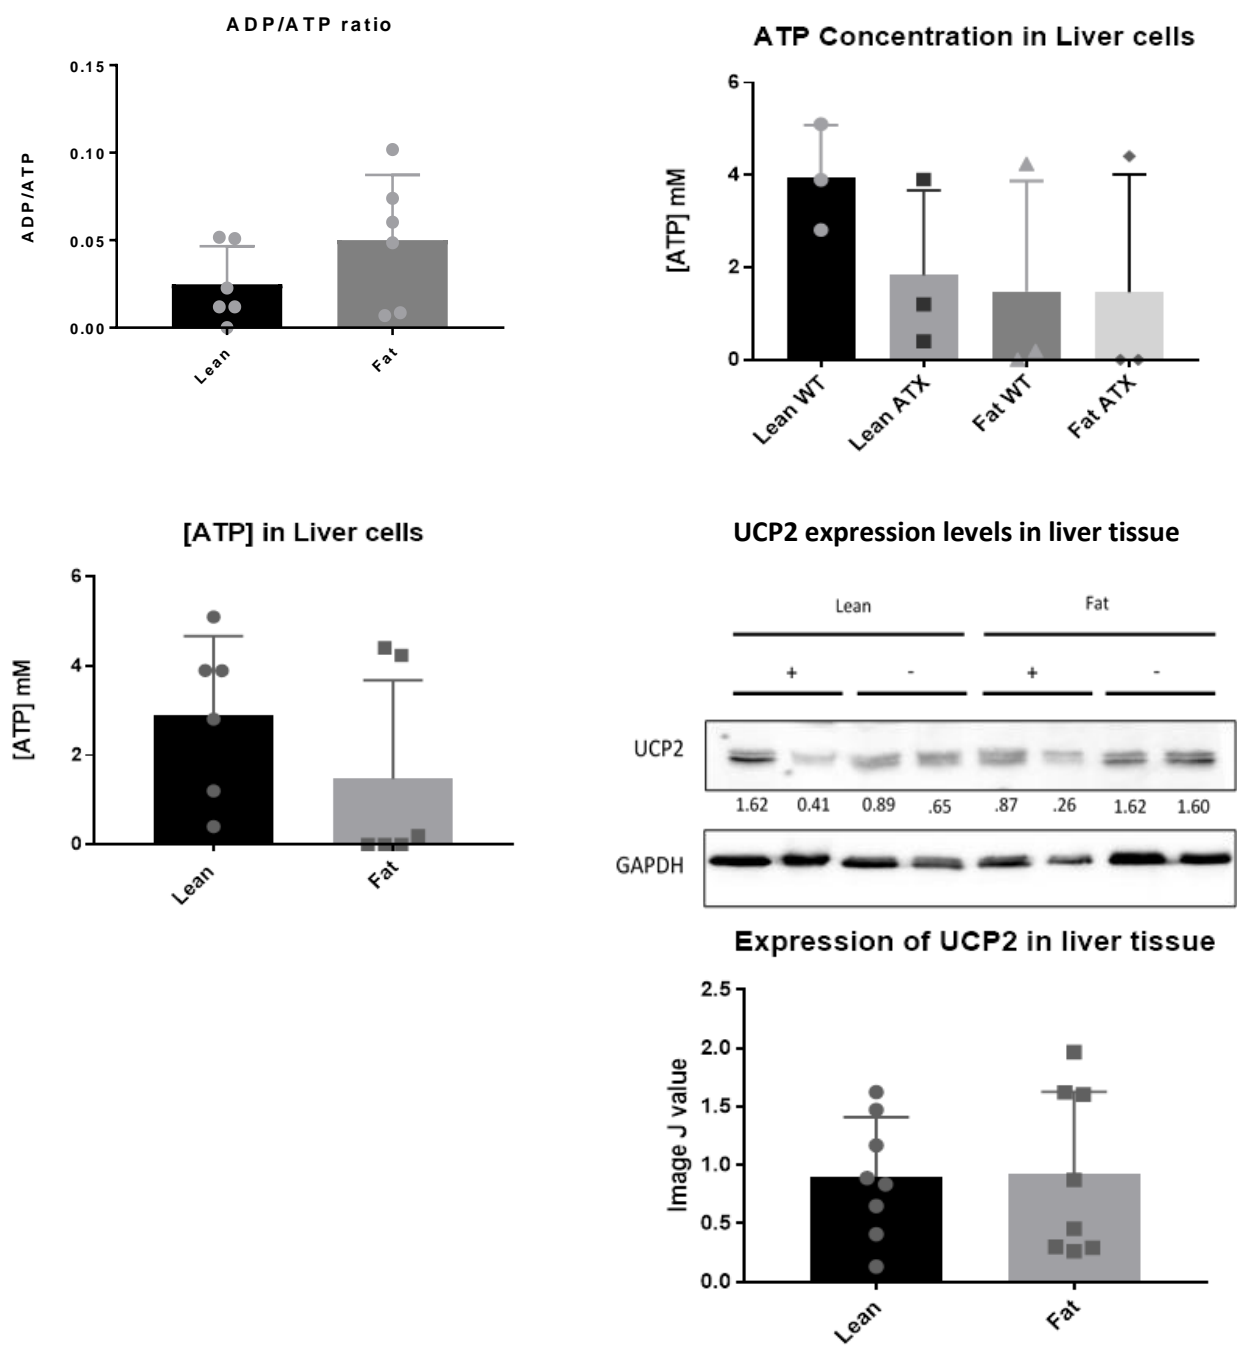 ADP/ATP ratio
0.15
0.10
0.05
0.00
ADP/ATP
Lean
Fat
ATP Concentration in Liver cells
6
4
2
0
[ATP] mM
Lean WT
Lean ATX
Fat WT
Fat ATX
[ATP] in Liver cells
6
4
2
0
[ATP] mM
Lean
Fat
UCP2 expression levels in liver tissue
Lean Fat
+ - + -
UCP2
1.62 0.41 0.89 .65 .87 .26 1.62 1.60
GAPDH
Expression of UCP2 in liver tissue
2.5
2.0
1.5
1.0
0.5
0.0
Image J value
Lean
Fat